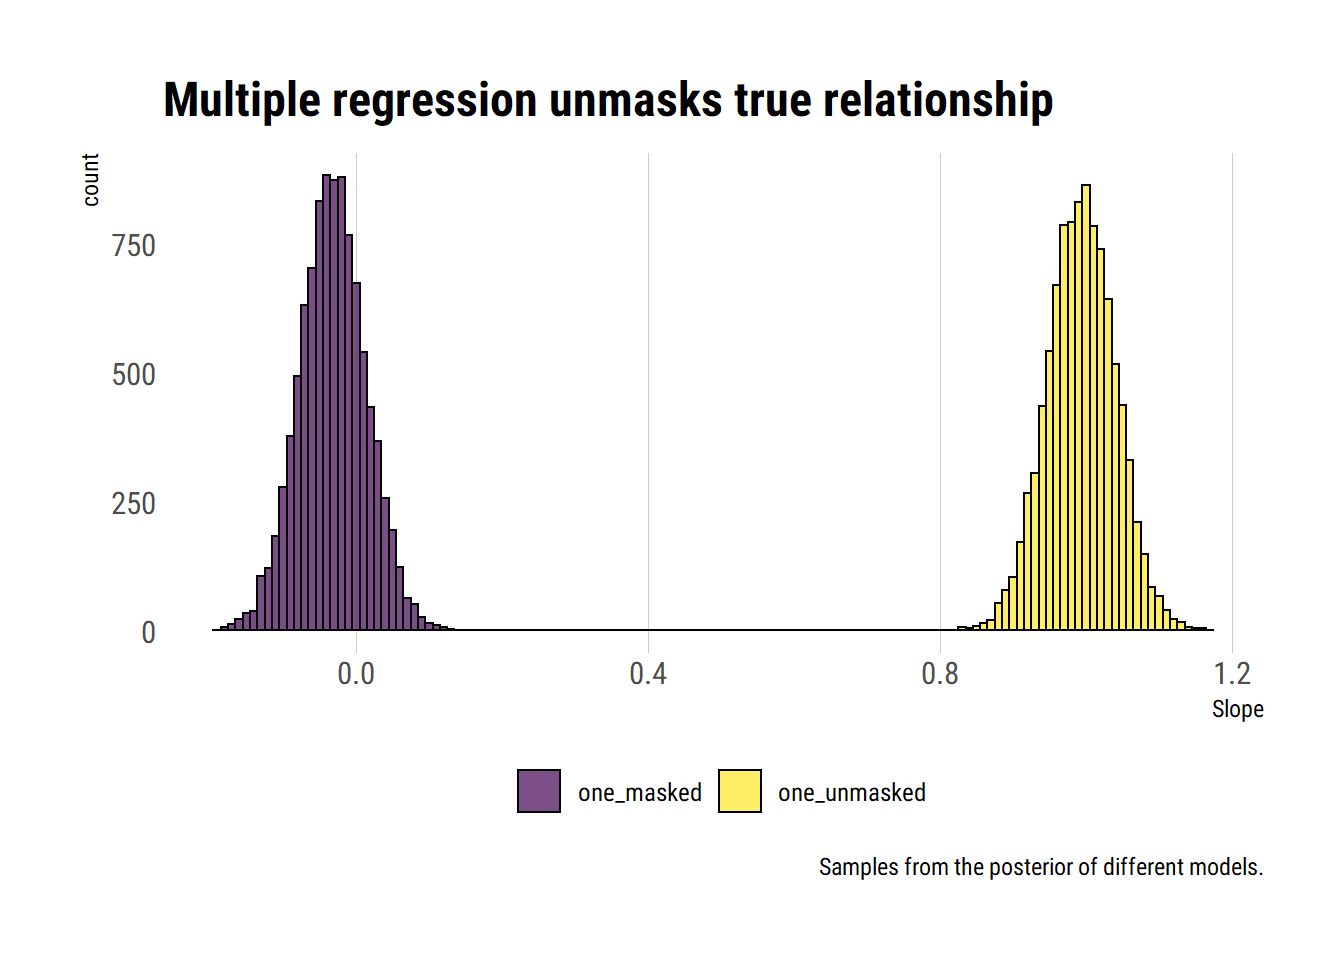 Multiple regression unmasks true relationship
count
750
500
250
0
0.0 0.4 0.8 1.2
Slope
one_masked one_unmasked
Samples from the posterior of different models.